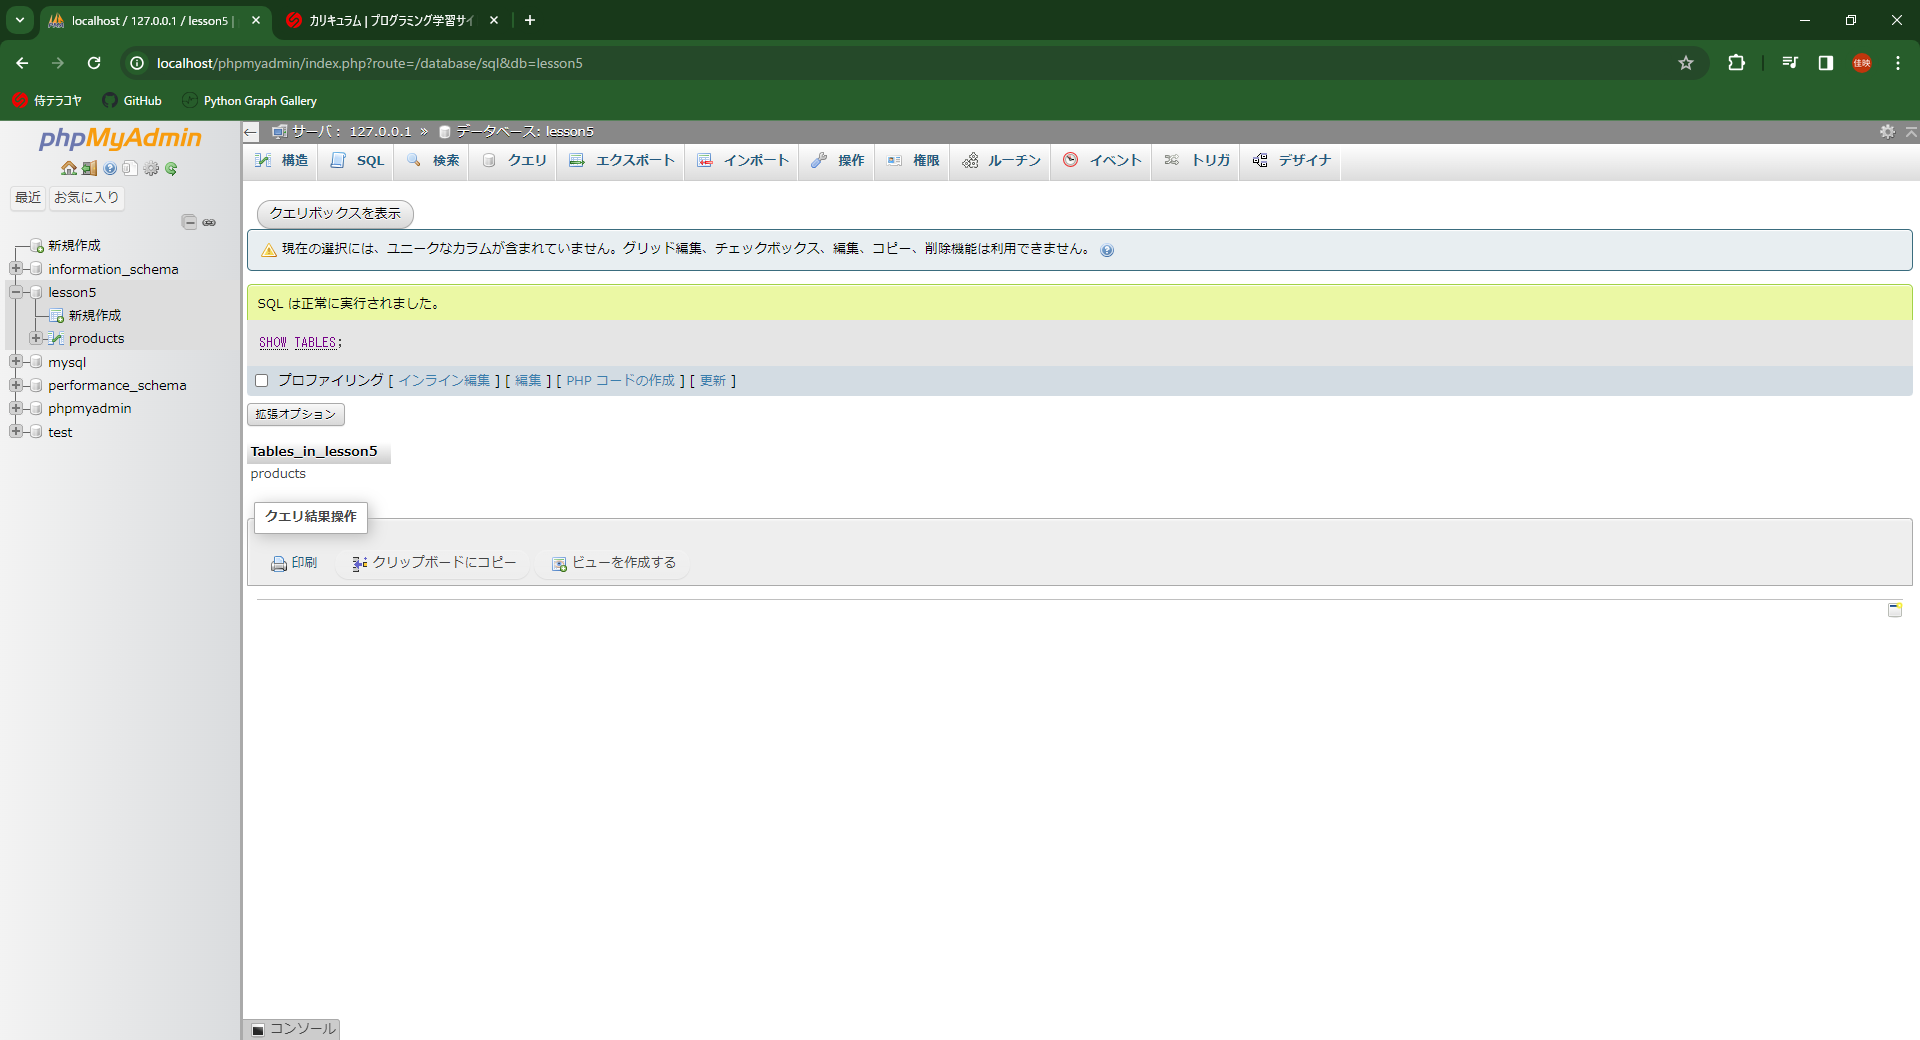 localhost / 127.0.0.1 / lesson5 |
カリキュラム | プログラミング学習サイ
localhost/phpmyadmin/index.php?route=/database/sql&db=lesson5
佳映
侍テラコヤ
GitHub
Python Graph Gallery
phpMyAdmin
最近
お気に入り
新規作成
information_schema
lesson5
新規作成
products
mysql
performance_schema
phpmyadmin
test
サーバ： 127.0.0.1 » データベース: lesson5
構造
SQL
検索
クエリ
エクスポート
インポート
操作
権限
ルーチン
イベント
トリガ
デザイナ
クエリボックスを表示
現在の選択には、ユニークなカラムが含まれていません。グリッド編集、チェックボックス、編集、コピー、削除機能は利用できません。
SQL は正常に実行されました。
SHOW TABLES;
プロファイリング [ インライン編集 ] [ 編集 ] [ PHP コードの作成 ] [ 更新 ]
拡張オプション
Tables_in_lesson5
products
クエリ結果操作
印刷
クリップボードにコピー
ビューを作成する
コンソール